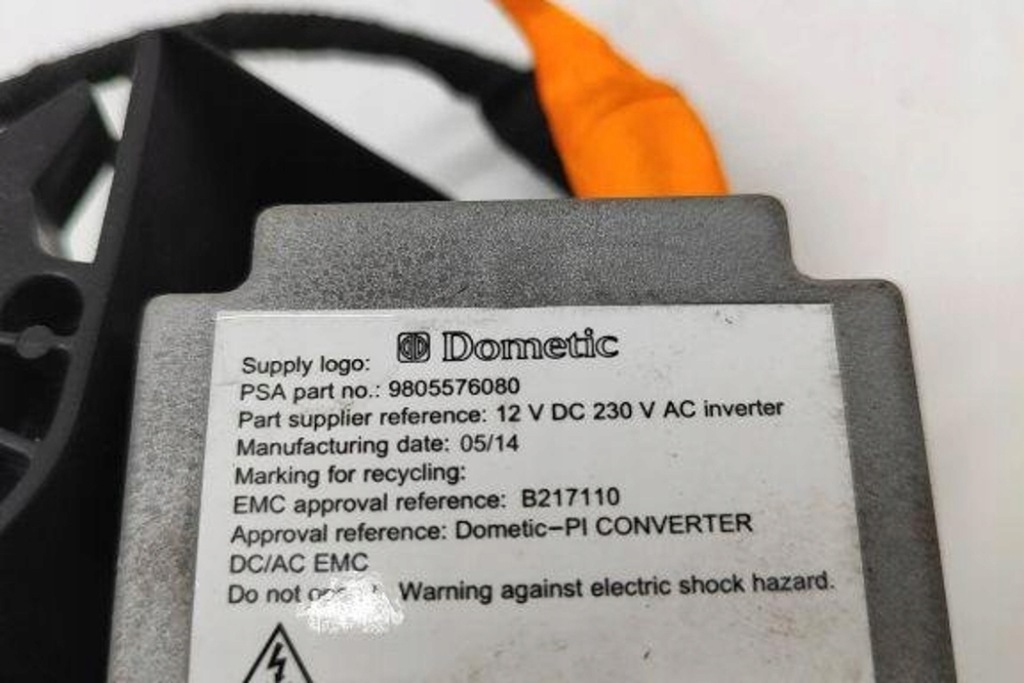 Supply logo: Dometic
PSA part no.: 9805576080
Part supplier reference: 12 V DC 230 V AC inverter
Manufacturing date: 05/14
Marking for recycling:
EMC approval reference: B217110
Approval reference: Dometic-PI CONVERTER
DC/AC EMC
Do not Warning against electric shock hazard.